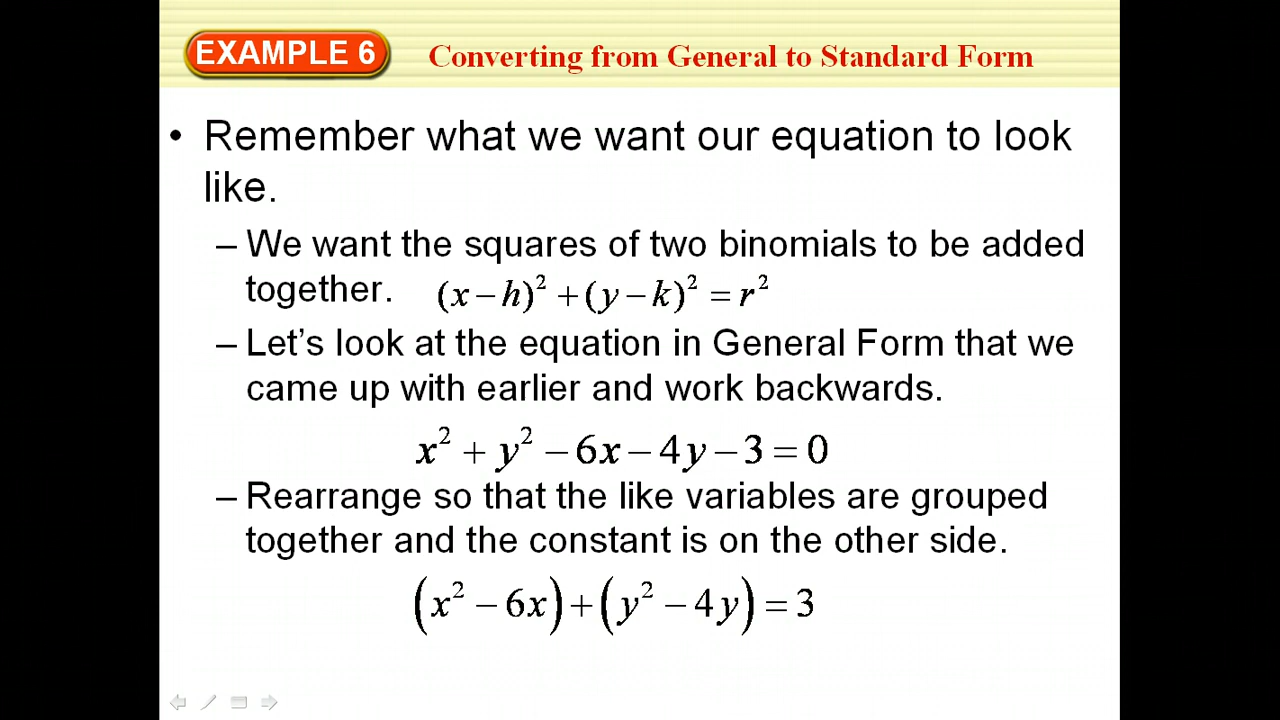 EXAMPLE 6 Converting from General to Standard Form
• Remember what we want our equation to look
like.
– We want the squares of two binomials to be added
together. (x − h)² + (y − k)² = r²
– Let’s look at the equation in General Form that we
came up with earlier and work backwards.
x² + y² − 6x − 4y − 3 = 0
– Rearrange so that the like variables are grouped
together and the constant is on the other side.
(x² − 6x) + (y² − 4y) = 3